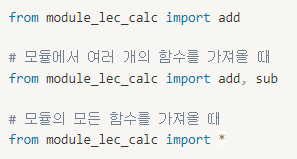 from module_lec_calc import add
# 모듈에서 여러 개의 함수를 가져올 때
from module_lec_calc import add, sub
# 모듈의 모든 함수를 가져올 때
from module_lec_calc import *